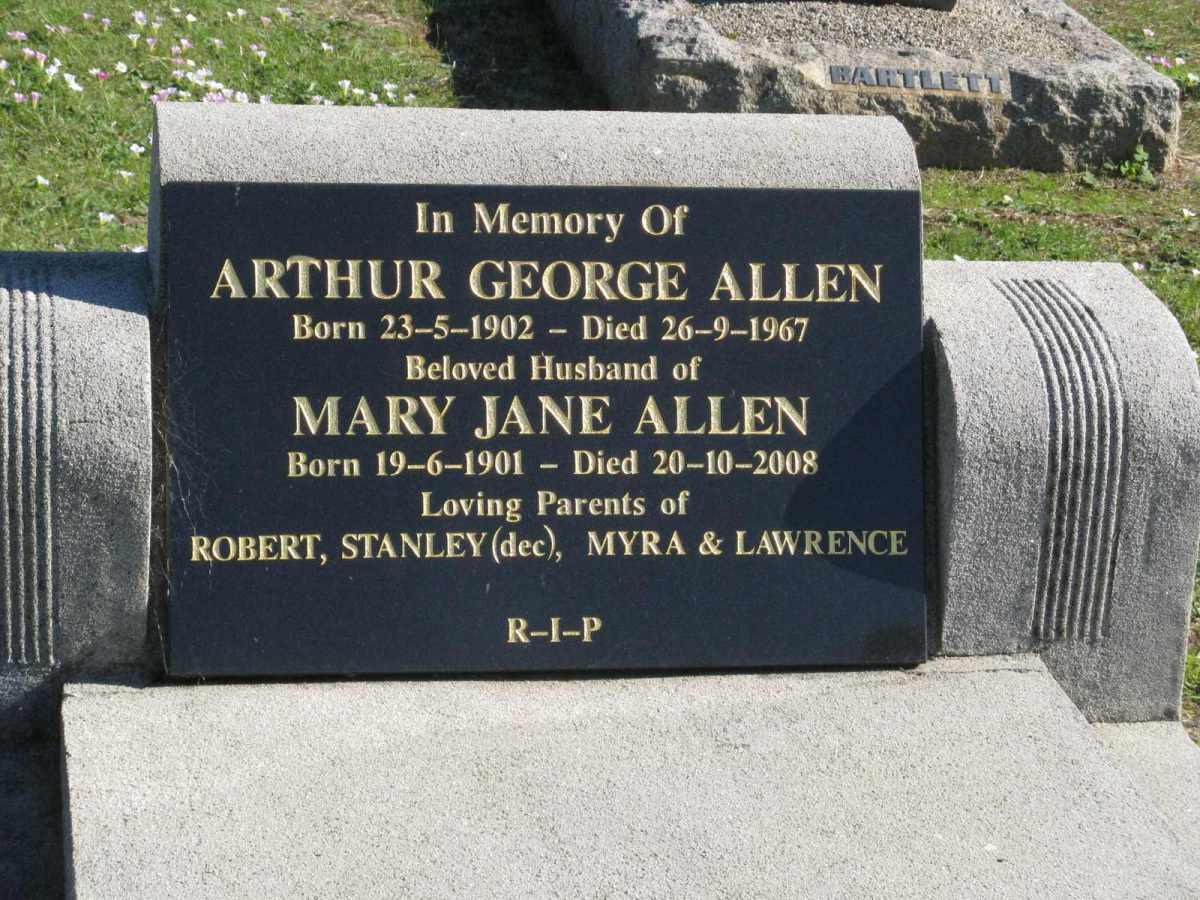 BARTLETT
In Memory Of
ARTHUR GEORGE ALLEN
Born 23-5-1902 - Died 26-9-1967
Beloved Husband of
MARY JANE ALLEN
Born 19-6-1901 - Died 20-10-2008
Loving Parents of
ROBERT, STANLEY (dec), MYRA & LAWRENCE
R-I-P